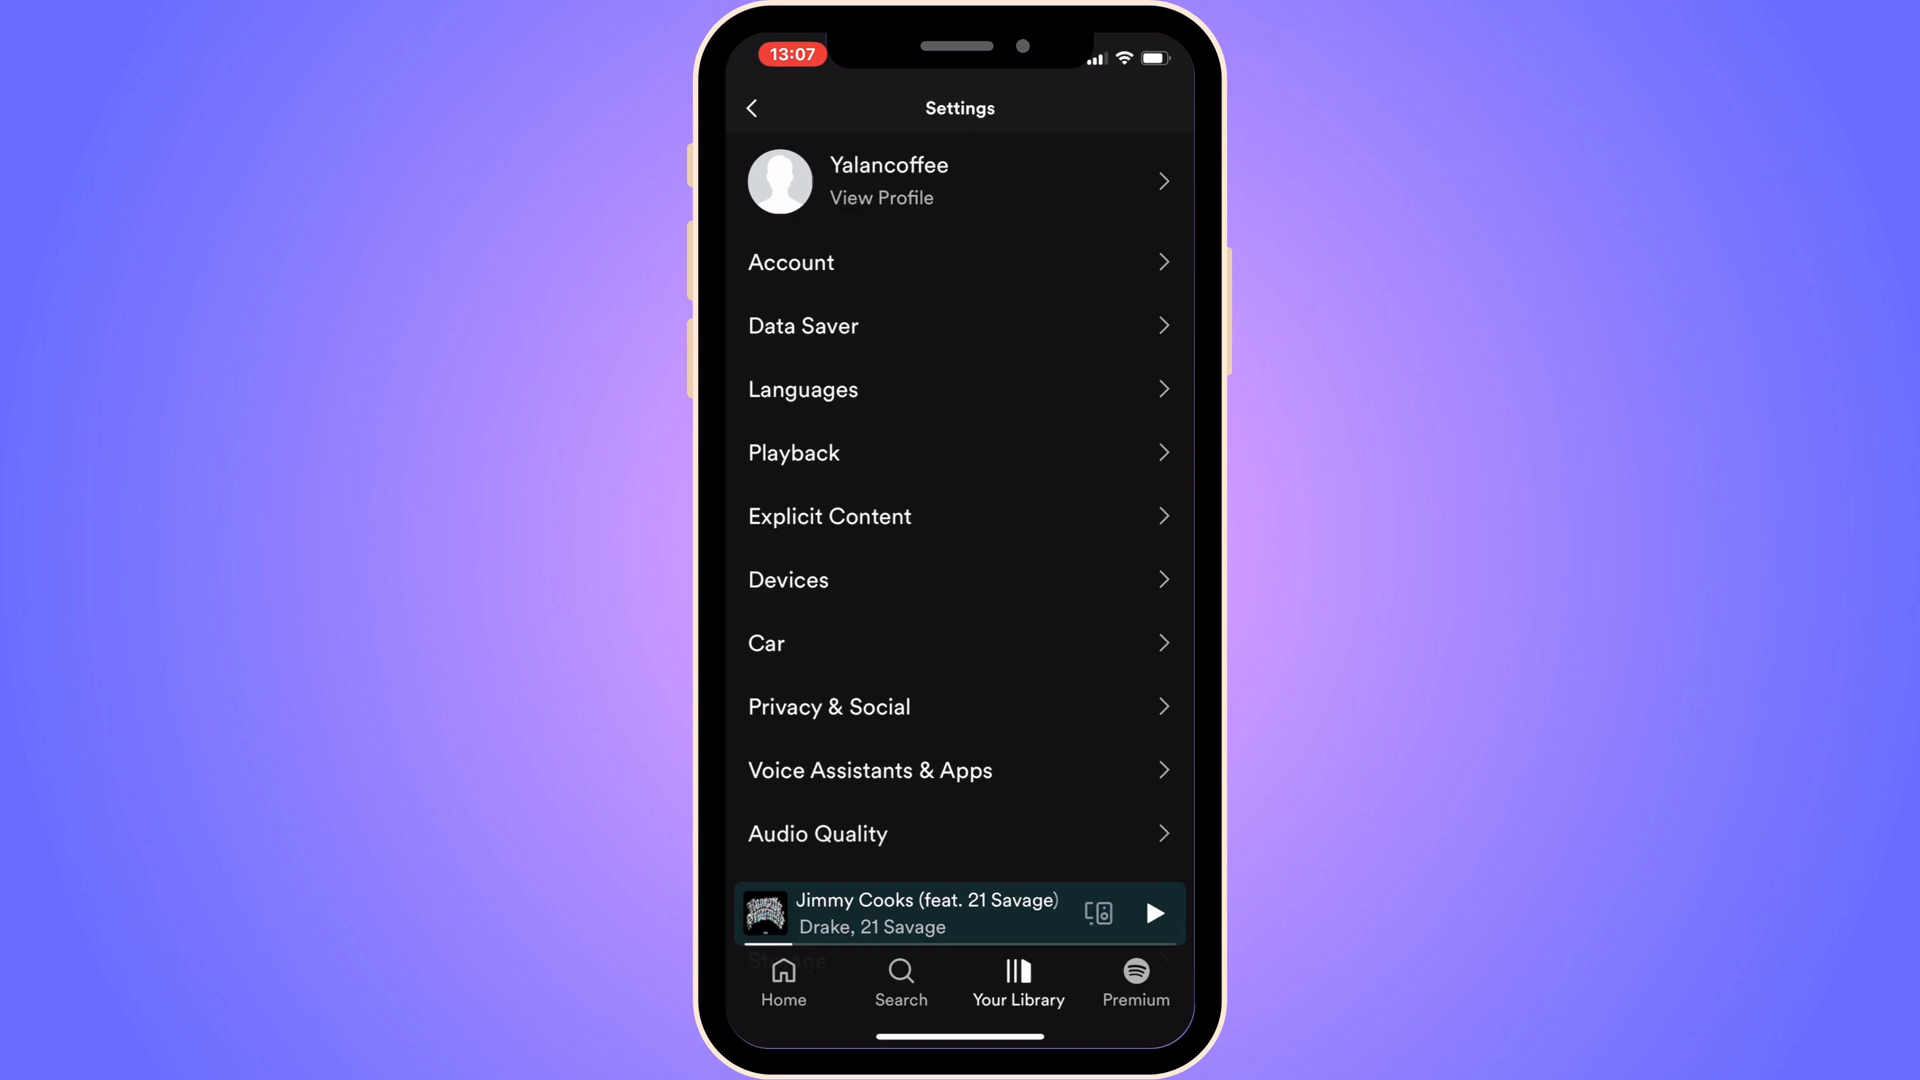 13:07
Settings
Yalancoffee
View Profile
Account
Data Saver
Languages
Playback
Explicit Content
Devices
Car
Privacy & Social
Voice Assistants & Apps
Audio Quality
Jimmy Cooks (feat. 21 Savage)
Drake, 21 Savage
Storage
Home
Search
Your Library
Premium